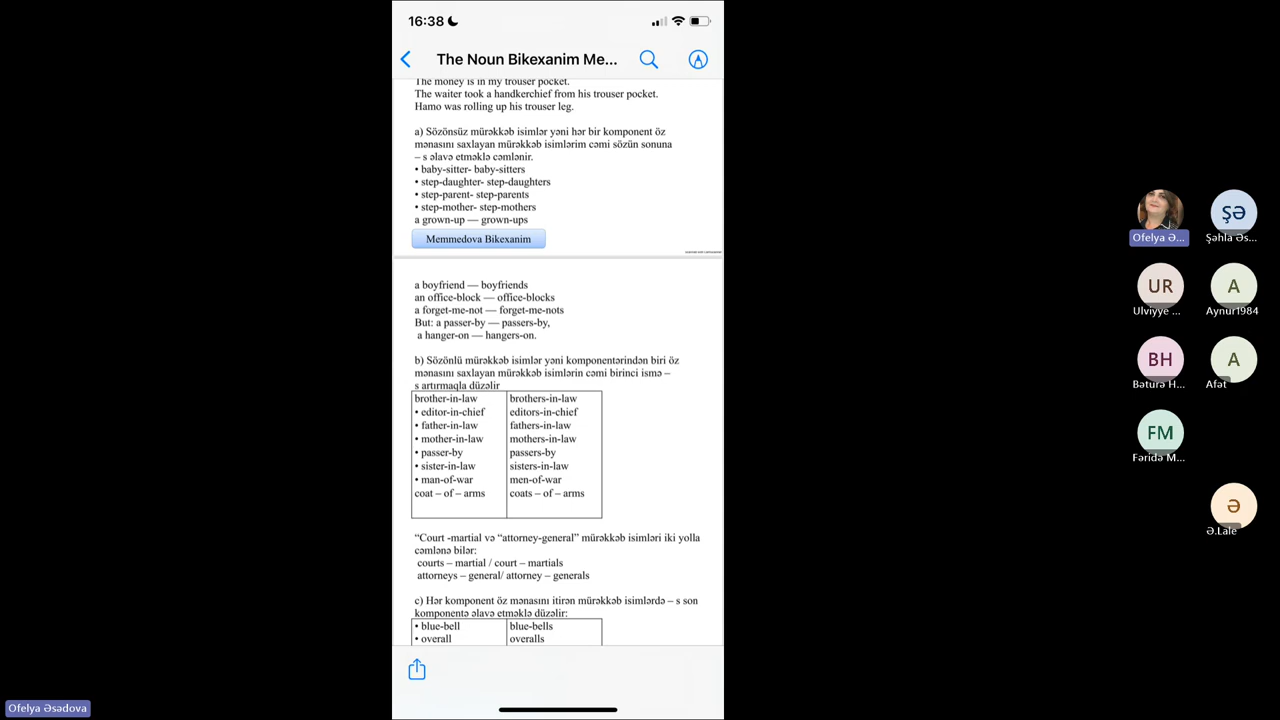 16:38
The Noun Bikexanim Me...
The money is in my trouser pocket.
The waiter took a handkerchief from his trouser pocket.
Hamo was rolling up his trouser leg.
a) Sözönsüz mürəkkəb isimlər yəni hər bir komponent öz
mənasını saxlayan mürəkkəb isimlərim cəmi sözün sonuna
– s əlavə etməklə cəmlənir.
• baby-sitter- baby-sitters
• step-daughter- step-daughters
• step-parent- step-parents
• step-mother- step-mothers
a grown-up — grown-ups
Memmedova Bikexanim
a boyfriend — boyfriends
an office-block — office-blocks
a forget-me-not — forget-me-nots
But: a passer-by — passers-by,
a hanger-on — hangers-on.
b) Sözönlü mürəkkəb isimlər yəni komponentərindən biri öz
mənasını saxlayan mürəkkəb isimlərin cəmi birinci ismə –
s artırmaqla düzəlir
brother-in-law brothers-in-law
• editor-in-chief editors-in-chief
• father-in-law fathers-in-law
• mother-in-law mothers-in-law
• passer-by passers-by
• sister-in-law sisters-in-law
• man-of-war men-of-war
coat – of – arms coats – of – arms
“Court -martial və “attorney-general” mürəkkəb isimləri iki yolla
cəmlənə bilər:
courts – martial / court – martials
attorneys – general/ attorney – generals
c) Hər komponent öz mənasını itirən mürəkkəb isimlərdə – s son
komponentə əlavə etməklə düzəlir:
• blue-bell blue-bells
• overall overalls
Ofelya Ə...
ŞƏ
Şəhla Əs...
UR
Ulviyyə ...
A
Aynur1984
BH
Bəturə H...
A
Afət
FM
Fəridə M...
Ə
Ə.Lale
Ofelya Əsədova